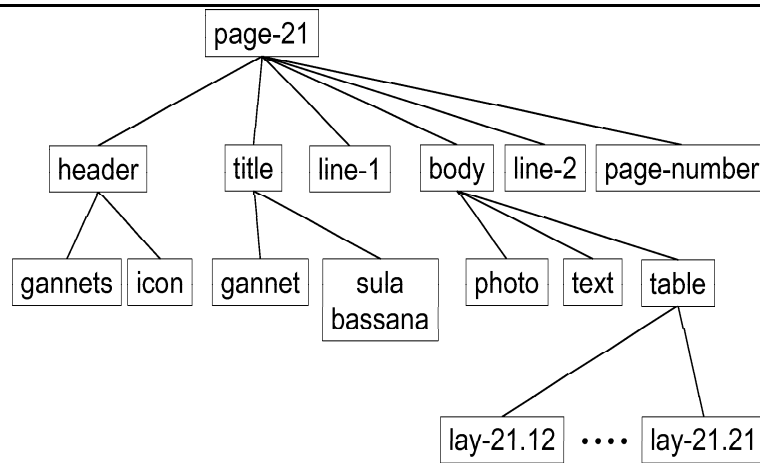 page-21
header title line-1 body line-2 page-number
gannets icon gannet sula bassana photo text table
lay-21.12 .... lay-21.21